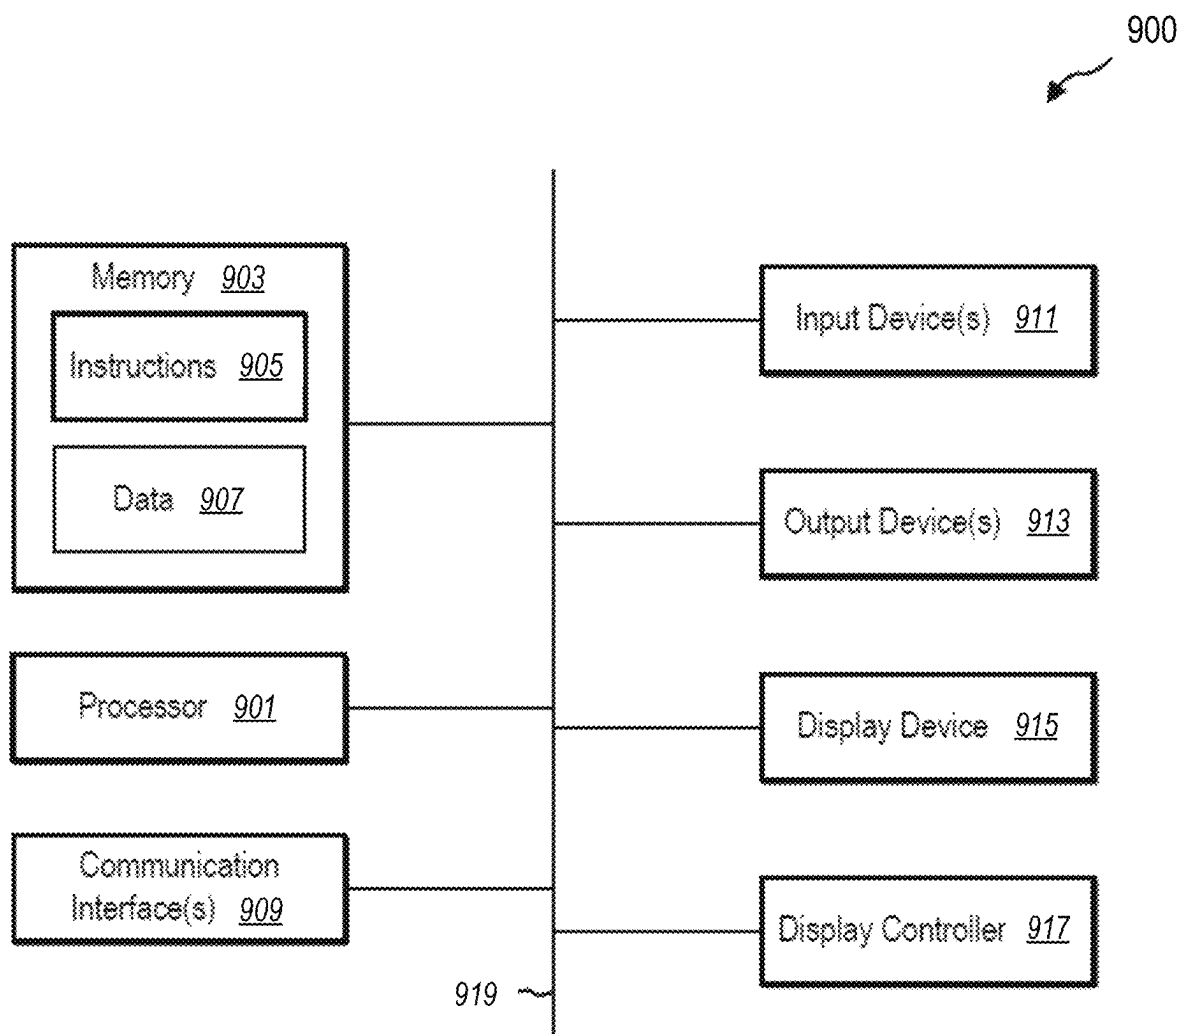 900
Memory 903
Instructions 905
Data 907
Processor 901
Communication
Interface(s) 909
Input Device(s) 911
Output Device(s) 913
Display Device 915
Display Controller 917
919